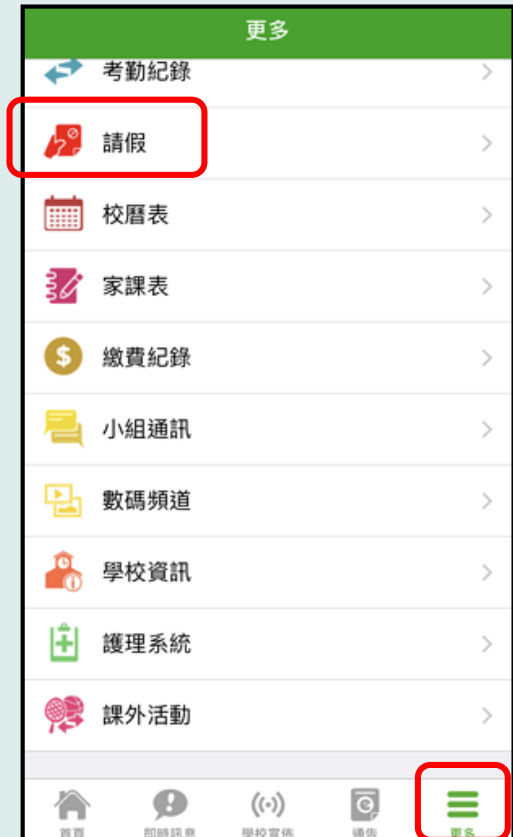 更多
考勤紀錄
請假
校曆表
家課表
繳費紀錄
小組通訊
數碼頻道
學校資訊
護理系統
課外活動
首頁 即時訊息 學校宣佈 通告 更多